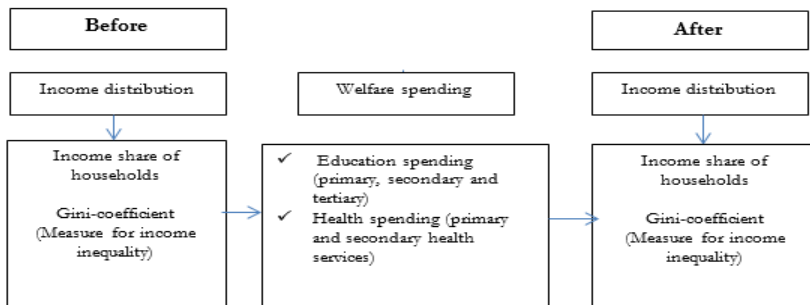 Before
After
Income distribution
Welfare spending
Income distribution
Income share of
households
Gini-coefficient
(Measure for income
inequality)
✓ Education spending
(primary, secondary and
tertiary)
✓ Health spending (primary
and secondary health
services)
Income share of
households
Gini-coefficient
(Measure for income
inequality)